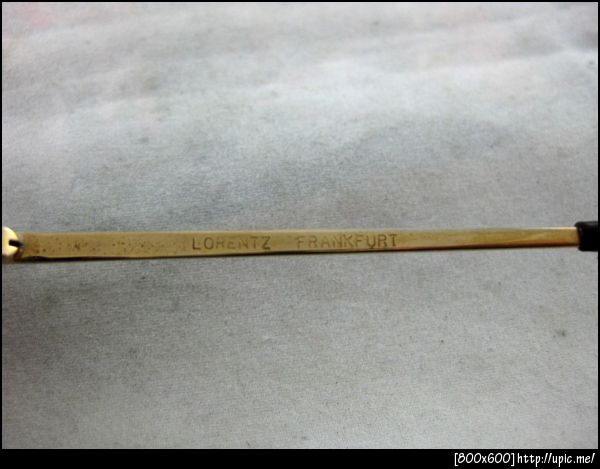 LORENTZ FRANKFURT
[800x600]http://upic.me/